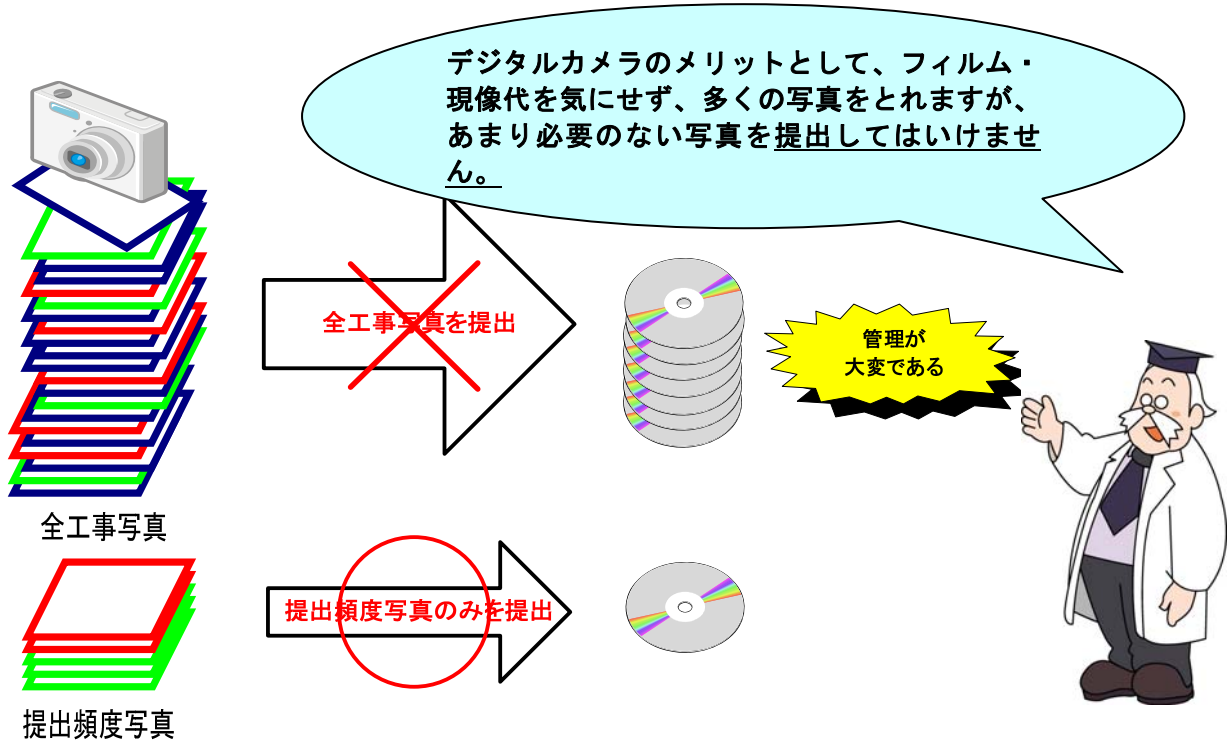 デジタルカメラのメリットとして、フィルム・
現像代を気にせず、多くの写真をとれますが、
あまり必要のない写真を提出してはいけませ
ん。
全工事写真を提出
管理が
大変である
全工事写真
提出頻度写真のみを提出
提出頻度写真